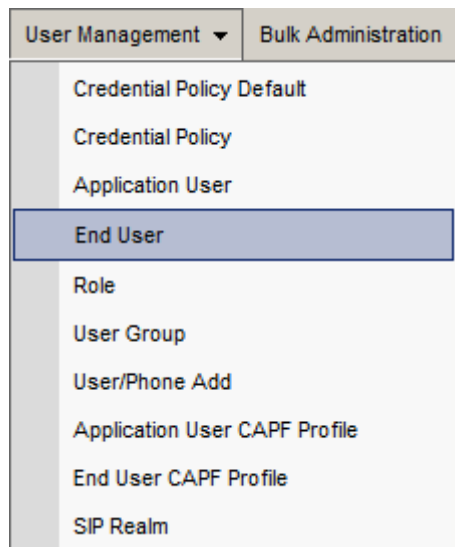 User Management Bulk Administration
Credential Policy Default
Credential Policy
Application User
End User
Role
User Group
User/Phone Add
Application User CAPF Profile
End User CAPF Profile
SIP Realm